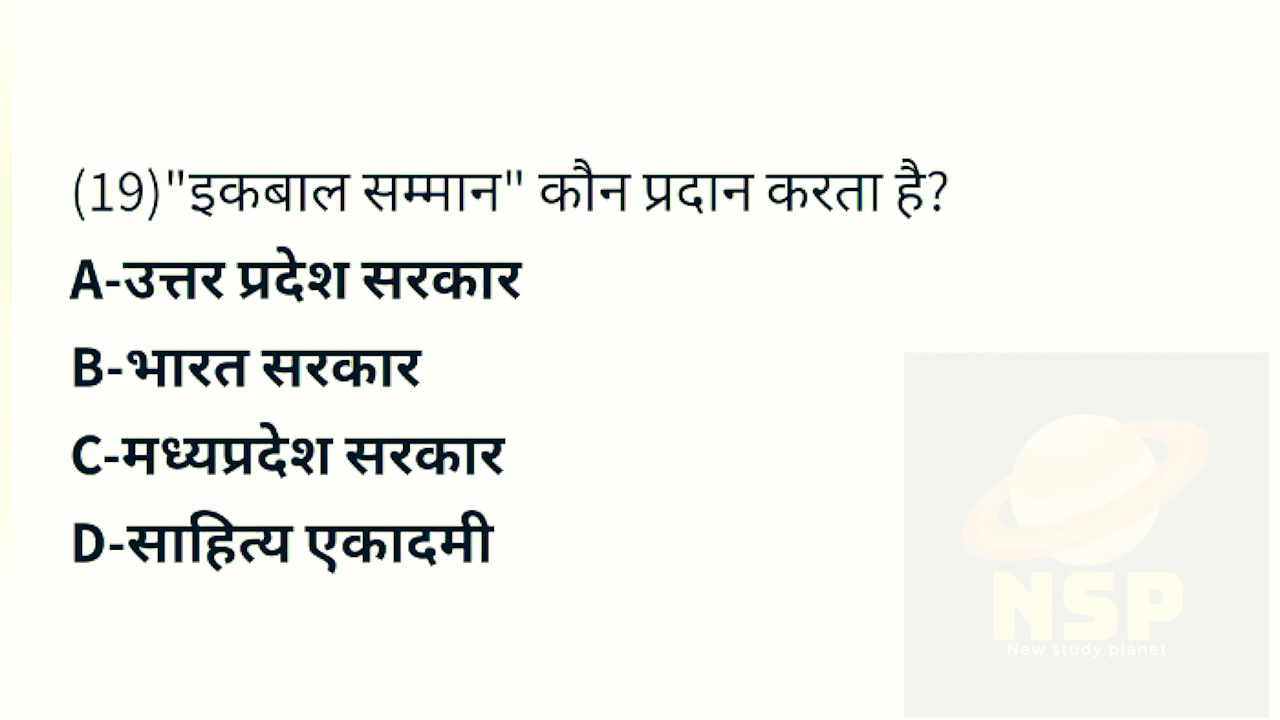 (19)"इकबाल सम्मान" कौन प्रदान करता है?
A-उत्तर प्रदेश सरकार
B-भारत सरकार
C-मध्यप्रदेश सरकार
D-साहित्य एकादमी
NSP
New study planet